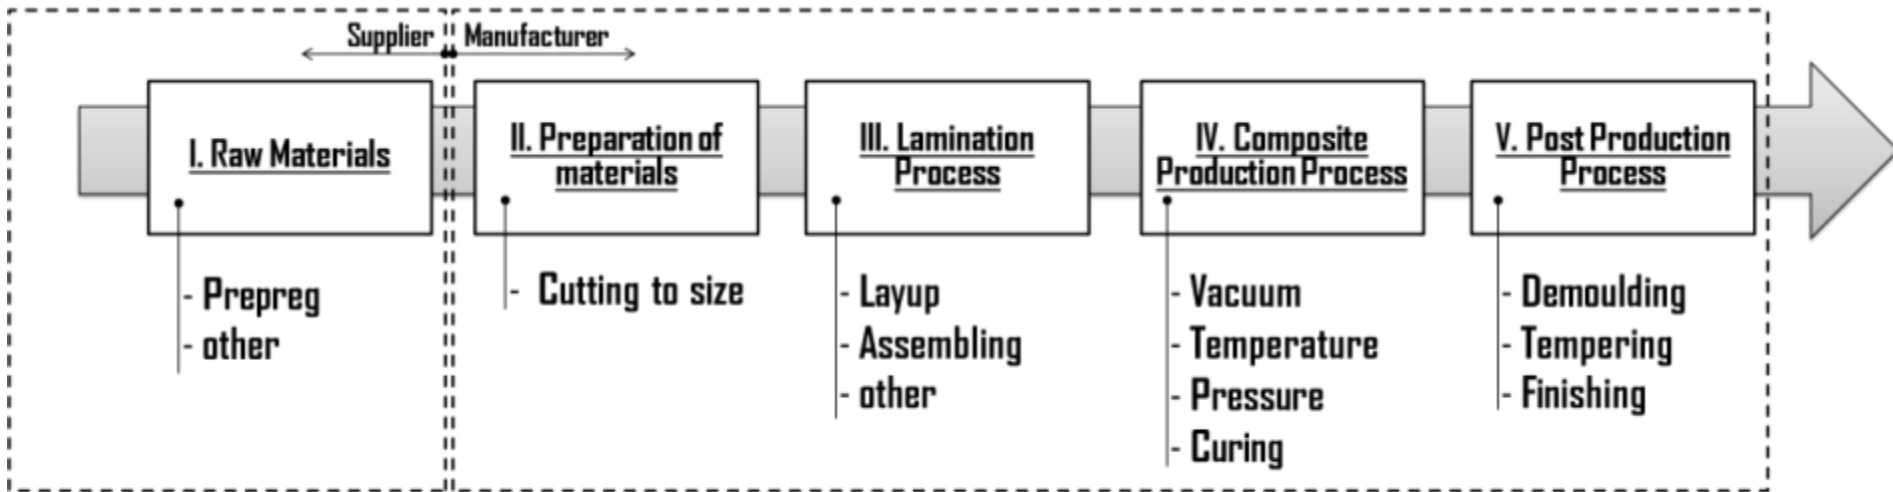 Supplier
Manufacturer
I. Raw Materials
- Prepreg
- other
II. Preparation of
materials
- Cutting to size
III. Lamination
Process
- Layup
- Assembling
- other
IV. Composite
Production Process
- Vacuum
- Temperature
- Pressure
- Curing
V. Post Production
Process
- Demoulding
- Tempering
- Finishing